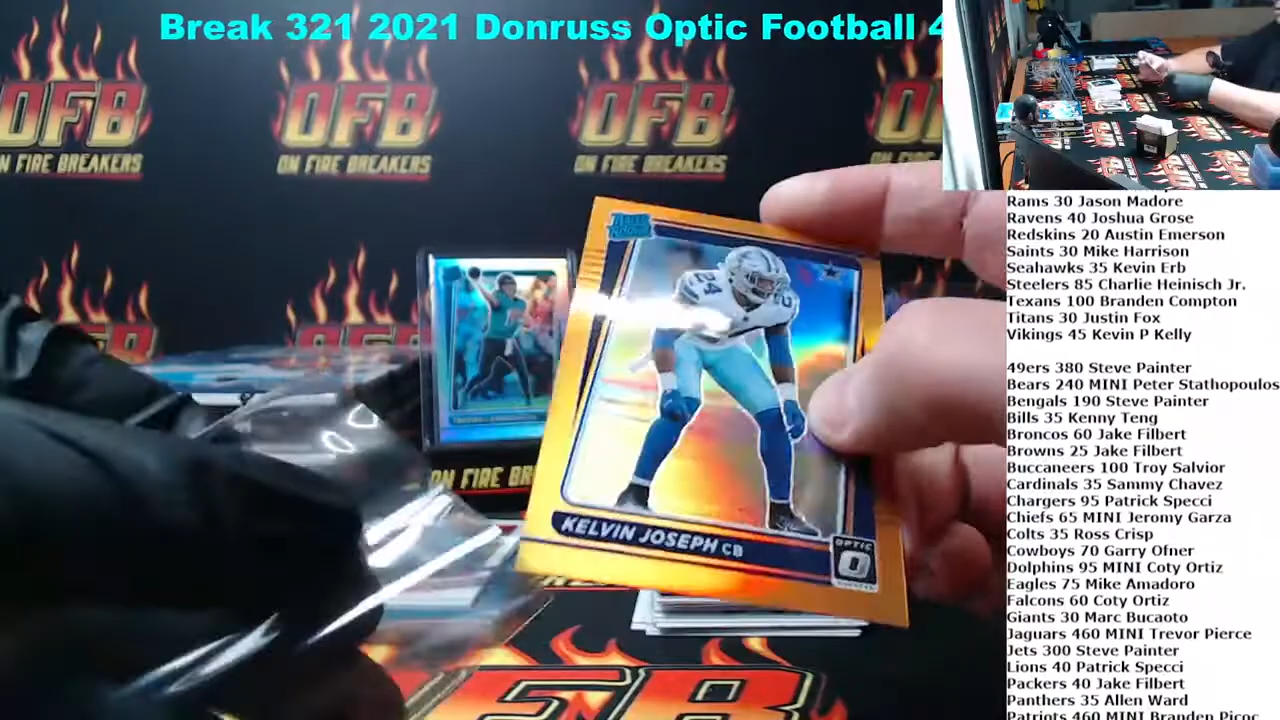 Break 321 2021 Donruss Optic Football 4
OFB
ON FIRE BREAKERS
OFB
ON FIRE BREAKERS
OFB
ON FIRE BREAKERS
Rated Rookie
24
KELVIN JOSEPH CB
OPTIC
ON FIRE BRE
OFB
Rams 30 Jason Madore
Ravens 40 Joshua Grose
Redskins 20 Austin Emerson
Saints 30 Mike Harrison
Seahawks 35 Kevin Erb
Steelers 85 Charlie Heinisch Jr.
Texans 100 Branden Compton
Titans 30 Justin Fox
Vikings 45 Kevin P Kelly
49ers 380 Steve Painter
Bears 240 MINI Peter Stathopoulos
Bengals 190 Steve Painter
Bills 35 Kenny Teng
Broncos 60 Jake Filbert
Browns 25 Jake Filbert
Buccaneers 100 Troy Salvior
Cardinals 35 Sammy Chavez
Chargers 95 Patrick Specci
Chiefs 65 MINI Jeromy Garza
Colts 35 Ross Crisp
Cowboys 70 Garry Ofner
Dolphins 95 MINI Coty Ortiz
Eagles 75 Mike Amadoro
Falcons 60 Coty Ortiz
Giants 30 Marc Bucaoto
Jaguars 460 MINI Trevor Pierce
Jets 300 Steve Painter
Lions 40 Patrick Specci
Packers 40 Jake Filbert
Panthers 35 Allen Ward
Patriots 460 MINI Branden Picoc